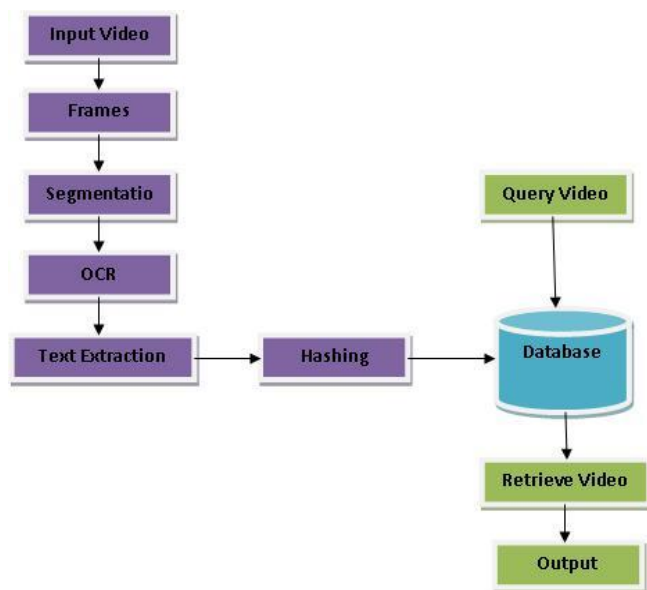 Input Video
Frames
Segmentatio
OCR
Text Extraction
Hashing
Query Video
Database
Retrieve Video
Output